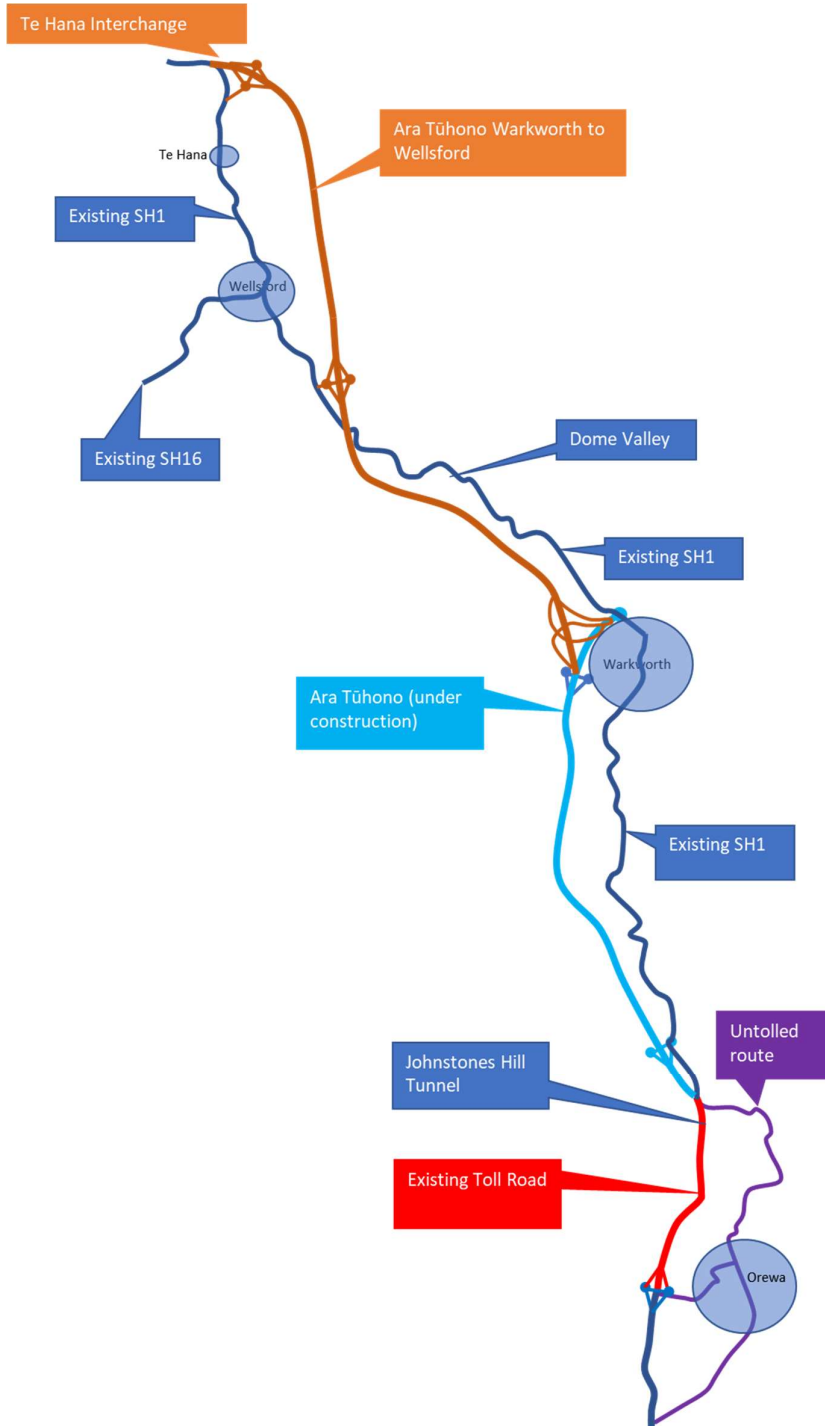 Te Hana Interchange
Ara Tūhono Warkworth to
Wellsford
Te Hana
Existing SH1
Wellsford
Existing SH16
Dome Valley
Existing SH1
Warkworth
Ara Tūhono (under
construction)
Existing SH1
Untolled
route
Johnstones Hill
Tunnel
Existing Toll Road
Orewa